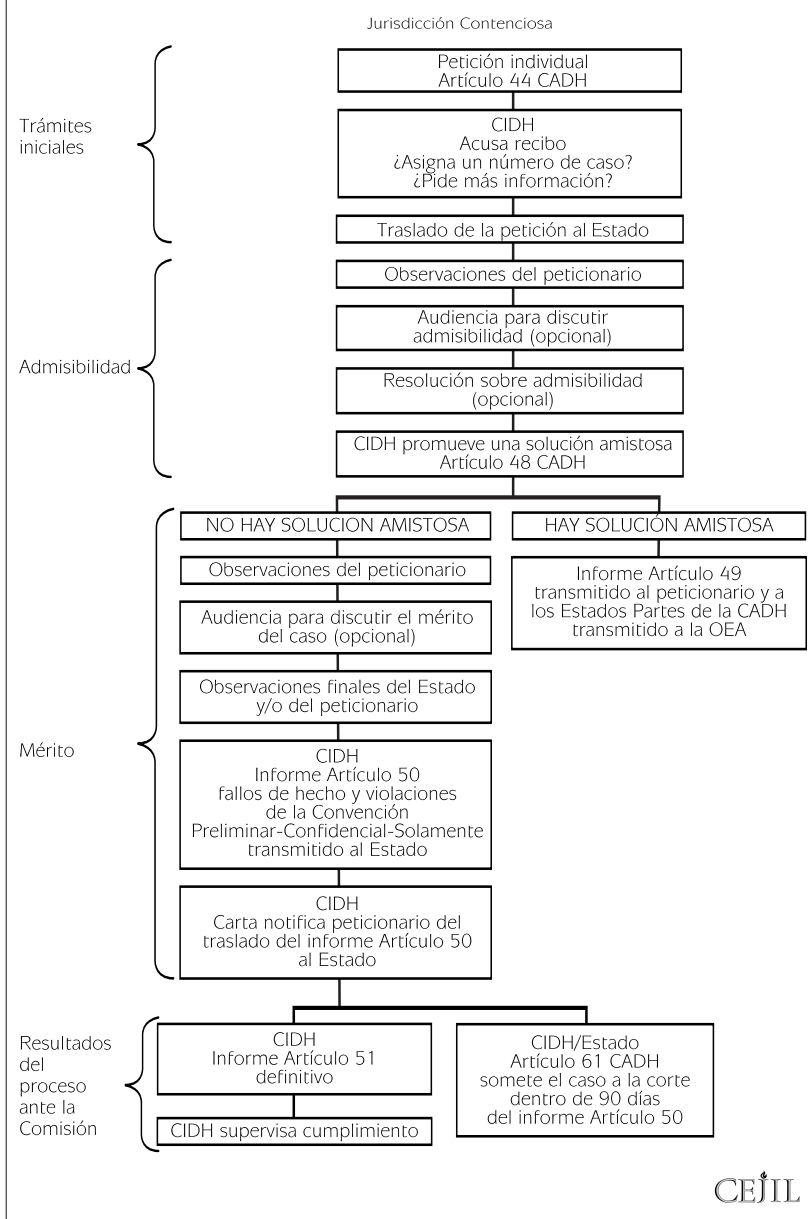 Jurisdicción Contenciosa
Trámites
iniciales
Petición individual
Artículo 44 CADH
CIDH
Acusa recibo
¿Asigna un número de caso?
¿Pide más información?
Traslado de la petición al Estado
Admisibilidad
Observaciones del peticionario
Audiencia para discutir
admisibilidad (opcional)
Resolución sobre admisibilidad
(opcional)
CIDH promueve una solución amistosa
Artículo 48 CADH
Mérito
NO HAY SOLUCION AMISTOSA
Observaciones del peticionario
Audiencia para discutir el mérito
del caso (opcional)
Observaciones finales del Estado
y/o del peticionario
CIDH
Informe Artículo 50
fallos de hecho y violaciones
de la Convención
Preliminar-Confidencial-Solamente
transmitido al Estado
CIDH
Carta notifica peticionario del
traslado del informe Artículo 50
al Estado
HAY SOLUCIÓN AMISTOSA
Informe Artículo 49
transmitido al peticionario y a
los Estados Partes de la CADH
transmitido a la OEA
Resultados
del
proceso
ante la
Comisión
CIDH
Informe Artículo 51
definitivo
CIDH supervisa cumplimiento
CIDH/Estado
Artículo 61 CADH
somete el caso a la corte
dentro de 90 días
del informe Artículo 50
CEJIL